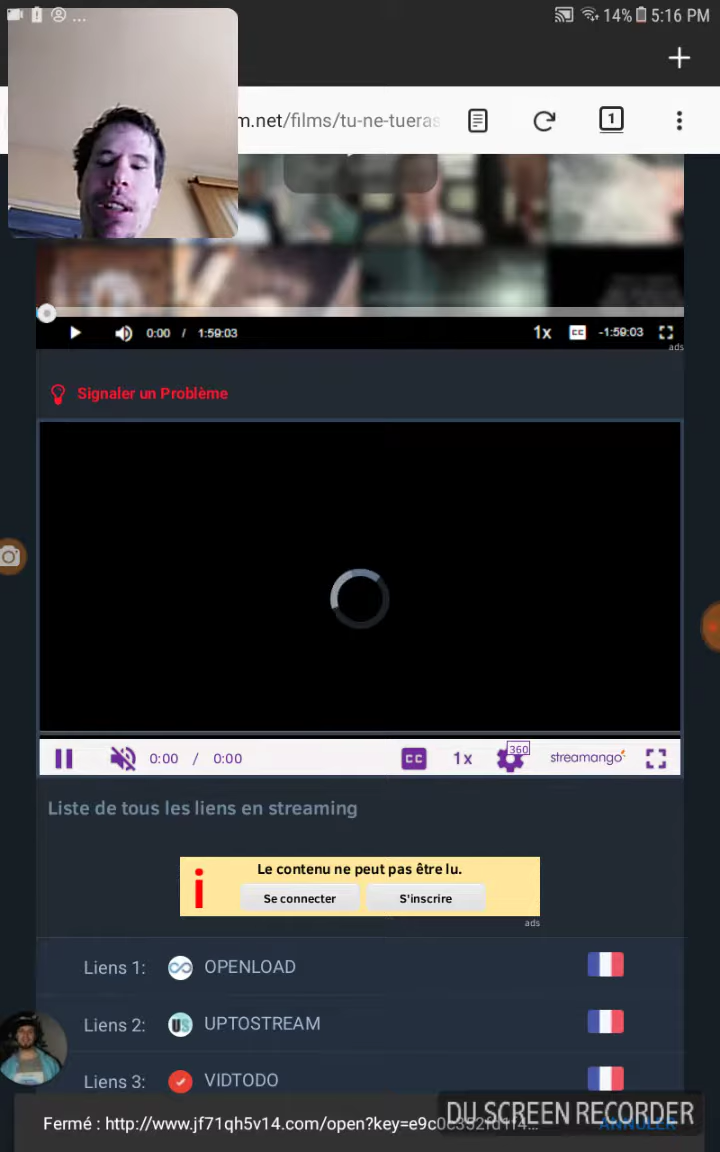 ... 14% 5:16 PM
m.net/films/tu-ne-tueras
1
0:00 / 1:59:03 1x CC -1:59:03
ads
Signaler un Problème
0:00 / 0:00 CC 1x 360 streamango
Liste de tous les liens en streaming
i Le contenu ne peut pas être lu.
Se connecter S'inscrire
ads
Liens 1: OPENLOAD
Liens 2: US UPTOSTREAM
Liens 3: VIDTODO
DU SCREEN RECORDER
Fermé : http://www.jf71qh5v14.com/open?key=e9c0c352fd1f4... ANNULER